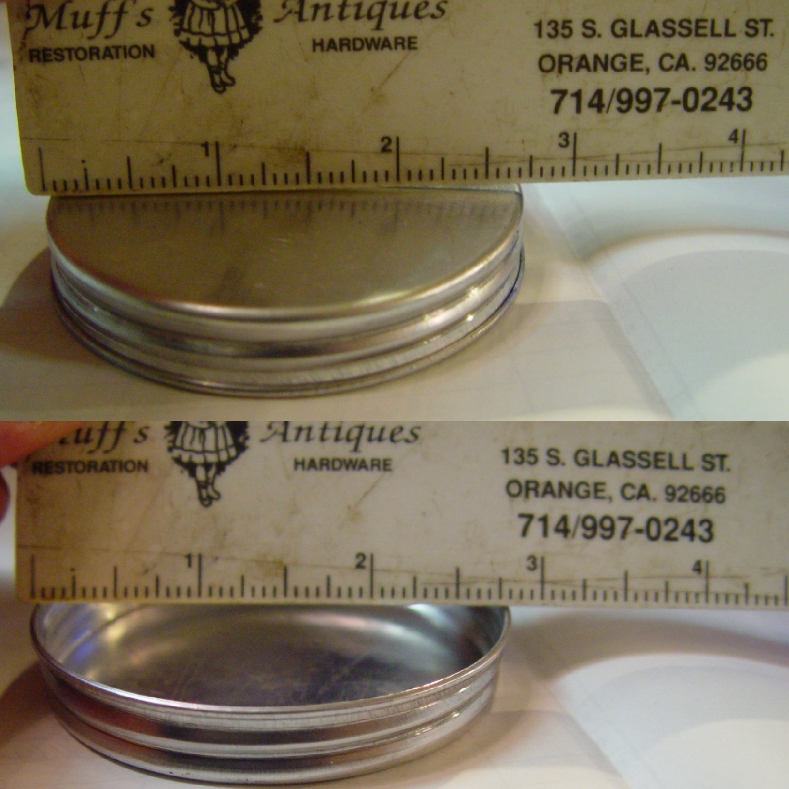 Muff's Antiques
RESTORATION HARDWARE
135 S. GLASSELL ST.
ORANGE, CA. 92666
714/997-0243
1 2 3 4
Muff's Antiques
RESTORATION HARDWARE
135 S. GLASSELL ST.
ORANGE, CA. 92666
714/997-0243
1 2 3 4